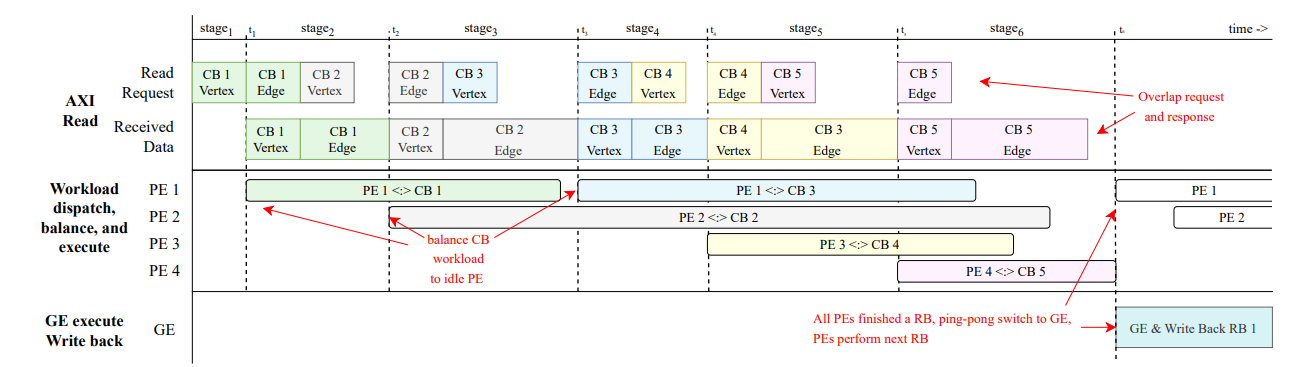 stage1 t1 stage2 t2 stage3 t3 stage4 t4 stage5 stage6 time ->
Read
Request
CB 1
Vertex
CB 1
Edge
CB 2
Vertex
CB 2
Edge
CB 3
Vertex
CB 3
Edge
CB 4
Vertex
CB 4
Edge
CB 5
Vertex
CB 5
Edge
AXI
Read
Overlap request
and response
Received
Data
CB 1
Vertex
CB 1
Edge
CB 2
Vertex
CB 2
Edge
CB 3
Vertex
CB 3
Edge
CB 4
Vertex
CB 3
Edge
CB 5
Vertex
CB 5
Edge
Workload
dispatch,
balance, and
execute
PE 1
PE 1 <:> CB 1
PE 1 <:> CB 3
PE 1
PE 2
PE 2 <:> CB 2
PE 2
PE 3
PE 3 <:> CB 4
PE 4
PE 4 <:> CB 5
balance CB
workload
to idle PE
GE execute
Write back
GE
All PEs finished a RB, ping-pong switch to GE,
PEs perform next RB
GE & Write Back RB 1